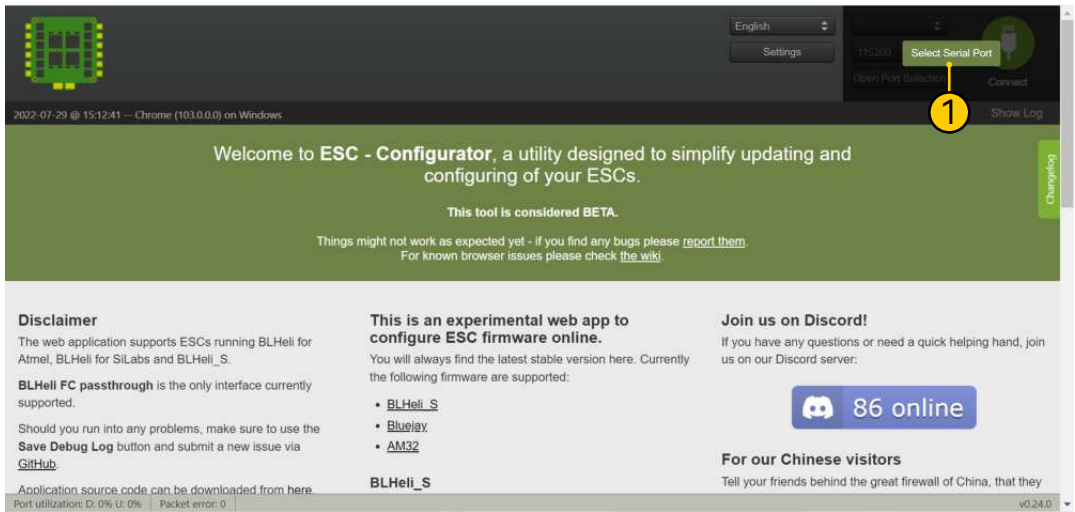 English
Settings
115200
Select Serial Port
Open Port Selection
Connect
1
2022-07-29 @ 15:12:41 -- Chrome (103.0.0.0) on Windows
Show Log
Welcome to ESC - Configurator, a utility designed to simplify updating and
configuring of your ESCs.
Changelog
This tool is considered BETA.
Things might not work as expected yet - if you find any bugs please report them.
For known browser issues please check the wiki.
Disclaimer
The web application supports ESCs running BLHeli for
Atmel, BLHeli for SiLabs and BLHeli_S.
BLHeli FC passthrough is the only interface currently
supported.
Should you run into any problems, make sure to use the
Save Debug Log button and submit a new issue via
GitHub.
Application source code can be downloaded from here.
This is an experimental web app to
configure ESC firmware online.
You will always find the latest stable version here. Currently
the following firmware are supported:
• BLHeli_S
• Bluejay
• AM32
BLHeli_S
Join us on Discord!
If you have any questions or need a quick helping hand, join
us on our Discord server:
86 online
For our Chinese visitors
Tell your friends behind the great firewall of China, that they
Port utilization: D: 0% U: 0%
Packet error: 0
v0.24.0